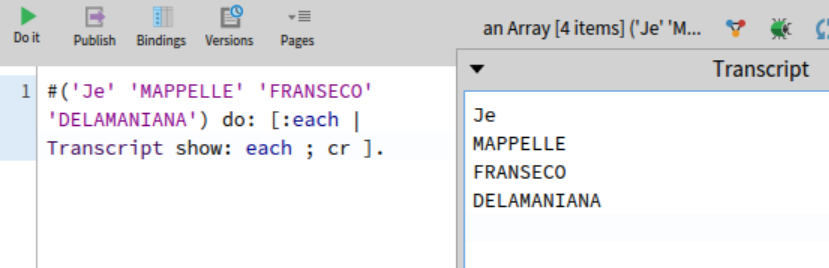 Do it
Publish
Bindings
Versions
Pages
1 #('Je' 'MAPPELLE' 'FRANSECO'
'DELAMANIANA') do: [:each |
Transcript show: each ; cr ].
an Array [4 items] ('Je' 'M...
Transcript
Je
MAPPELLE
FRANSECO
DELAMANIANA